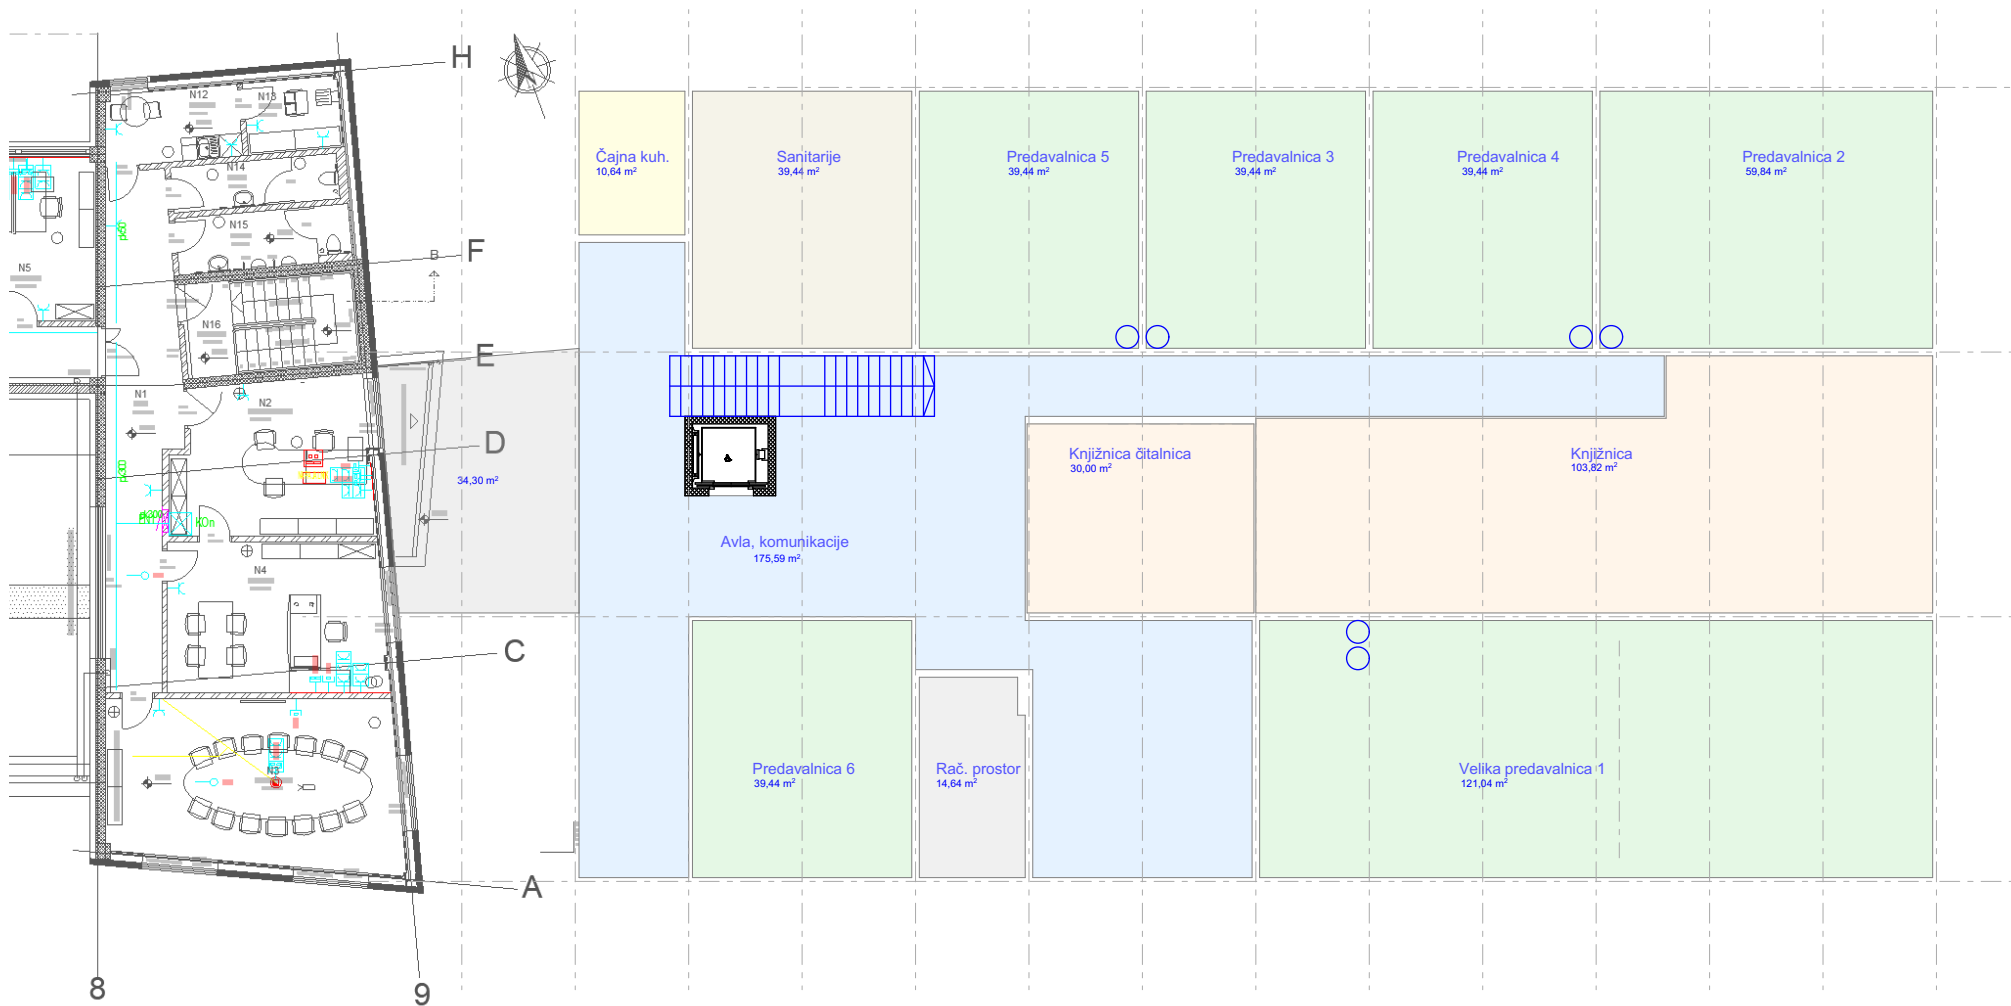 H
N12
N13
Čajna kuh.
10,64 m²
Sanitarije
39,44 m²
Predavalnica 5
39,44 m²
Predavalnica 3
39,44 m²
Predavalnica 4
39,44 m²
Predavalnica 2
59,84 m²
N14
N15
pk50
F
B
N5
N16
E
N1
N2
D
Knjižnica čitalnica
30,00 m²
Knjižnica
103,82 m²
pk300
34,30 m²
KOn
Avla, komunikacije
175,59 m²
N4
C
N3
Predavalnica 6
39,44 m²
Rač. prostor
14,64 m²
Velika predavalnica 1
121,04 m²
A
8
9